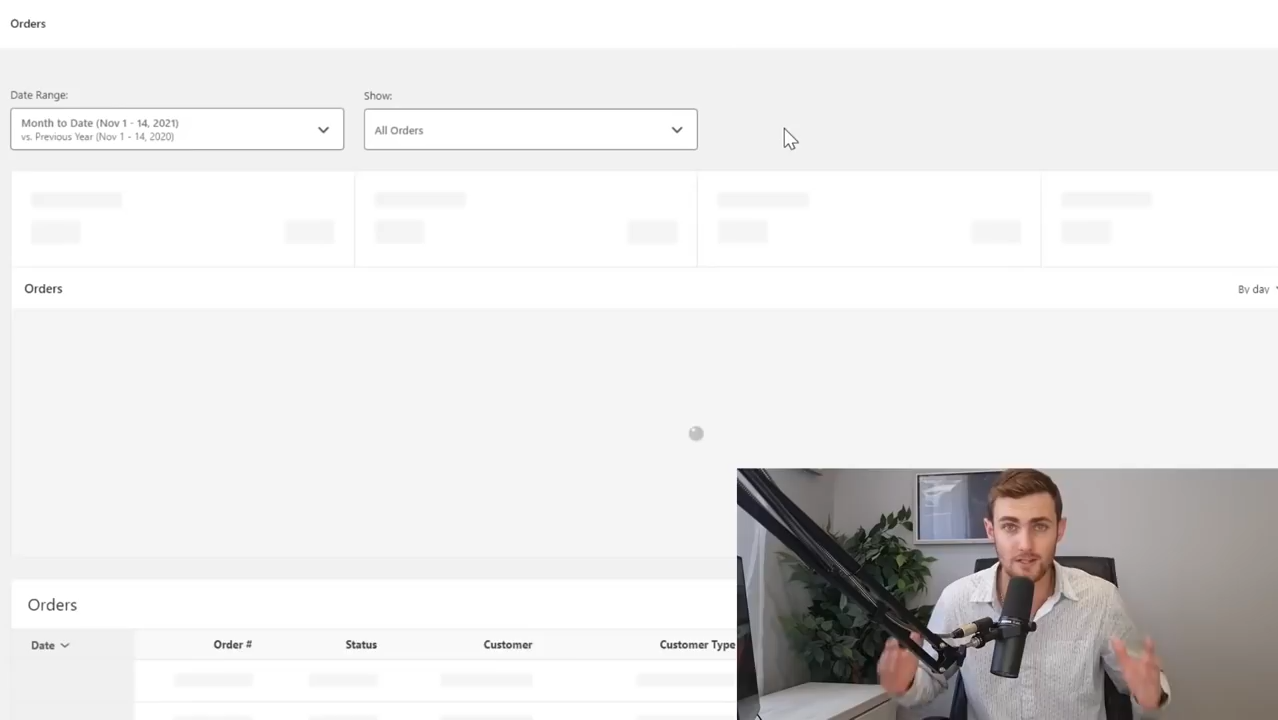 Orders
Date Range:
Show:
Month to Date (Nov 1 - 14, 2021)
vs. Previous Year (Nov 1 - 14, 2020)
All Orders
Orders
By day
Orders
Date Order # Status Customer Customer Type